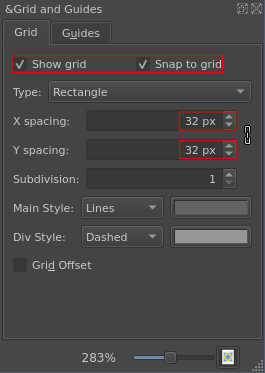 &Grid and Guides
Grid Guides
Show grid Snap to grid
Type: Rectangle
X spacing: 32 px
Y spacing: 32 px
Subdivision: 1
Main Style: Lines
Div Style: Dashed
Grid Offset
283%